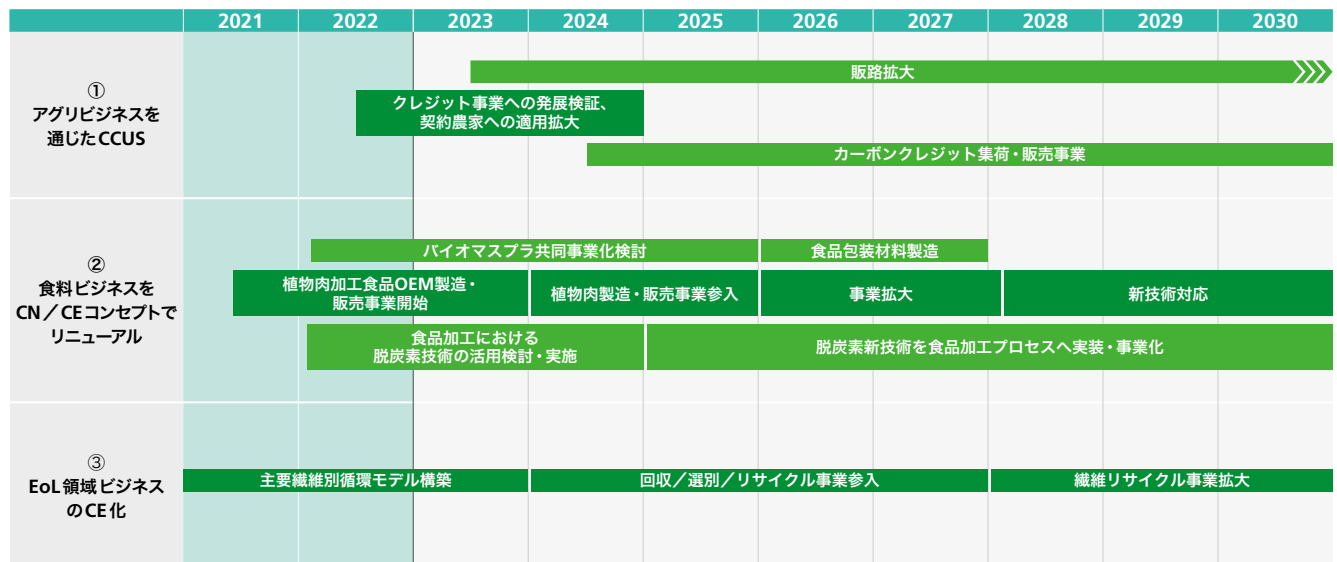 2021 2022 2023 2024 2025 2026 2027 2028 2029 2030
①
アグリビジネスを
通じたCCUS
販路拡大
クレジット事業への発展検証、
契約農家への適用拡大
カーボンクレジット集荷・販売事業
②
食料ビジネスを
CN／CEコンセプトで
リニューアル
バイオマスプラ共同事業化検討
食品包装材料製造
植物肉加工食品OEM製造・
販売事業開始
植物肉製造・販売事業参入
事業拡大
新技術対応
食品加工における
脱炭素技術の活用検討・実施
脱炭素新技術を食品加工プロセスへ実装・事業化
③
EoL領域ビジネス
のCE化
主要繊維別循環モデル構築
回収／選別／リサイクル事業参入
繊維リサイクル事業拡大